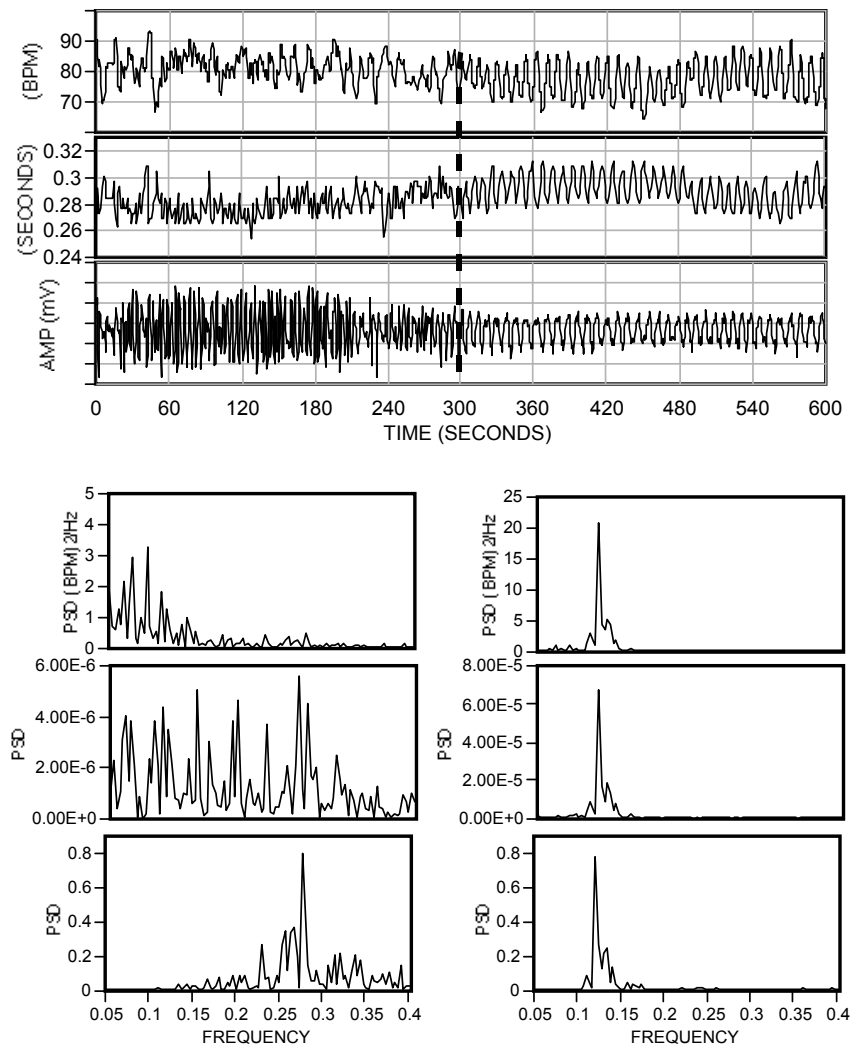 (BPM)
90
80
70
(SECONDS)
0.32
0.3
0.28
0.26
0.24
AMP (mV)
0 60 120 180 240 300 360 420 480 540 600
TIME (SECONDS)
PSD (BPM) 2/Hz
5
4
3
2
1
0
PSD (BPM) 2/Hz
25
20
15
10
5
0
PSD
6.00E-6
4.00E-6
2.00E-6
0.00E+0
PSD
8.00E-5
6.00E-5
4.00E-5
2.00E-5
0.00E+0
PSD
0.8
0.6
0.4
0.2
0
0.05 0.1 0.15 0.2 0.25 0.3 0.35 0.4
FREQUENCY
PSD
0.8
0.6
0.4
0.2
0
0.05 0.1 0.15 0.2 0.25 0.3 0.35 0.4
FREQUENCY